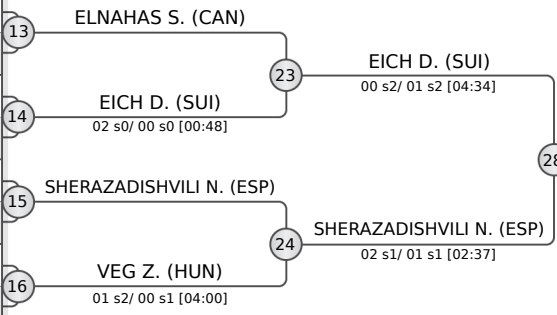 ELNAHAS S. (CAN)
13
EICH D. (SUI)
23
00 s2/ 01 s2 [04:34]
EICH D. (SUI)
14
02 s0/ 00 s0 [00:48]
28
SHERAZADISHVILI N. (ESP)
15
SHERAZADISHVILI N. (ESP)
24
02 s1/ 01 s1 [02:37]
VEG Z. (HUN)
16
01 s2/ 00 s1 [04:00]